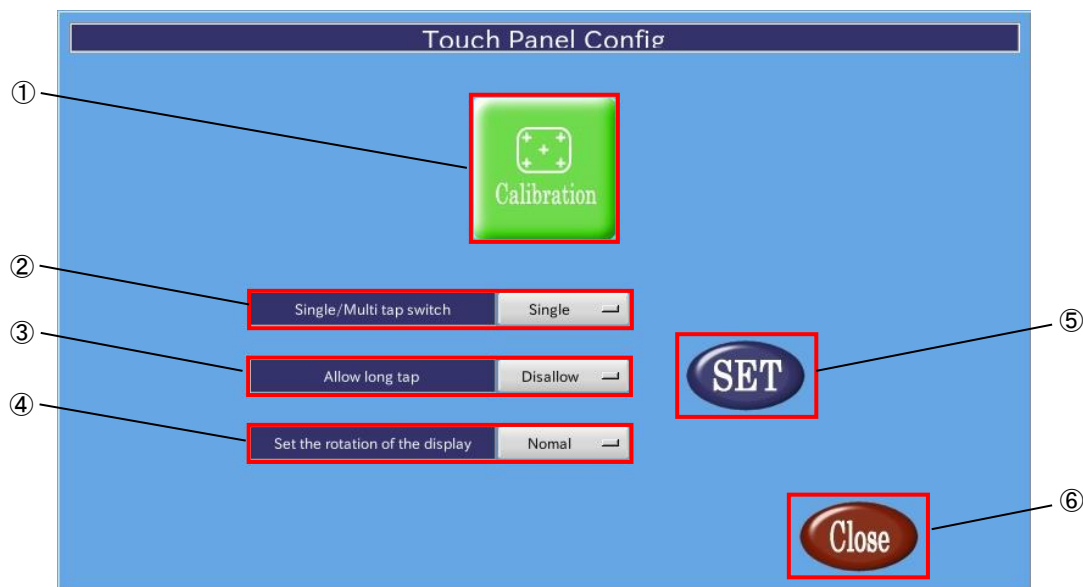 Touch Panel Config
①
Calibration
②
Single/Multi tap switch Single
③
Allow long tap Disallow
⑤
SET
④
Set the rotation of the display Nomal
⑥
Close